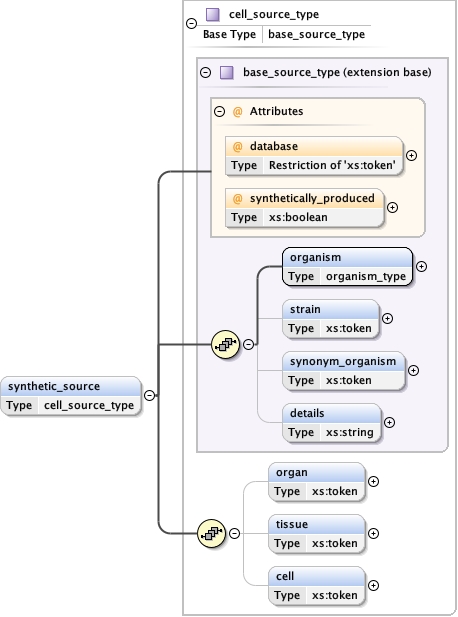 cell_source_type
Base Type base_source_type
base_source_type (extension base)
@ Attributes
@ database
Type Restriction of 'xs:token'
@ synthetically_produced
Type xs:boolean
organism
Type organism_type
strain
Type xs:token
synonym_organism
Type xs:token
details
Type xs:string
synthetic_source
Type cell_source_type
organ
Type xs:token
tissue
Type xs:token
cell
Type xs:token